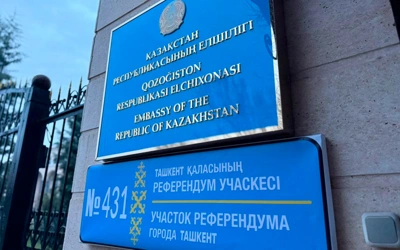 ҚАЗАҚСТАН
РЕСПУБЛИКАСЫНЫҢ ЕЛШІЛІГІ
QOZOG'ISTON
RESPUBLIKASI ELCHIXONASI
EMBASSY OF THE
REPUBLIC OF KAZAKHSTAN
№431
ТАШКЕНТ ҚАЛАСЫНЫҢ
РЕФЕРЕНДУМ УЧАСКЕСІ
УЧАСТОК РЕФЕРЕНДУМА
ГОРОДА ТАШКЕНТ